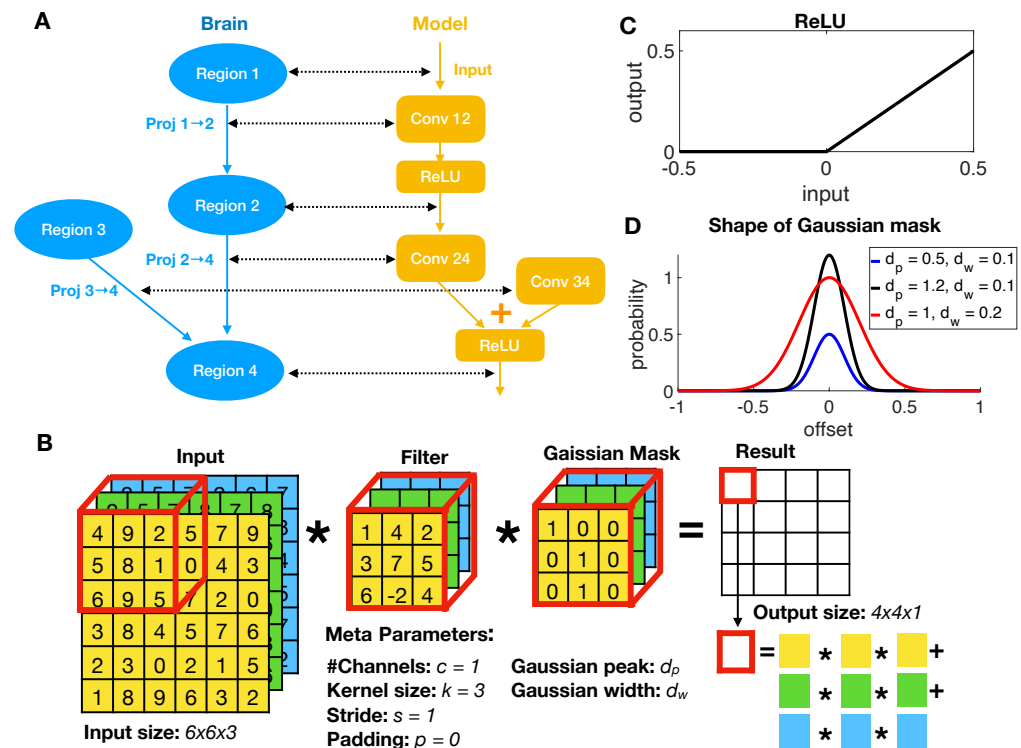 A
Brain
Model
Region 1
Input
Proj 1→2
Conv 12
ReLU
Region 2
Region 3
Proj 2→4
Conv 24
Proj 3→4
Conv 34
+
ReLU
Region 4
C
ReLU
output
0.5
0
-0.5
0
0.5
input
D
Shape of Gaussian mask
probability
1
0.5
0
-1
-0.5
0
0.5
1
offset
d_p = 0.5, d_w = 0.1
d_p = 1.2, d_w = 0.1
d_p = 1, d_w = 0.2
B
Input
Filter
Gaissian Mask
Result
4 9 2 5 7 9
5 8 1 0 4 3
6 9 5 7 2 0
3 8 4 5 7 6
2 3 0 2 1 5
1 8 9 6 3 2
*
1 4 2
3 7 5
6 -2 4
*
1 0 0
0 1 0
0 1 0
=
Input size: 6x6x3
Meta Parameters:
#Channels: c = 1
Kernel size: k = 3
Stride: s = 1
Padding: p = 0
Gaussian peak: d_p
Gaussian width: d_w
Output size: 4x4x1
= * * +
* * +
* *